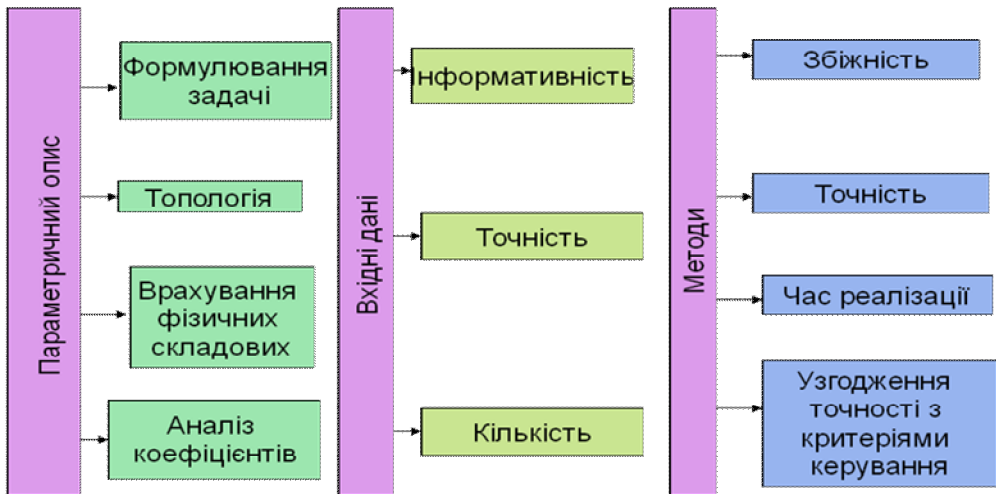 Параметричний опис
Формулювання
задачі
Топологія
Врахування
фізичних
складових
Аналіз
коефіцієнтів
Вхідні дані
Інформативність
Точність
Кількість
Методи
Збіжність
Точність
Час реалізації
Узгодження
точності з
критеріями
керування